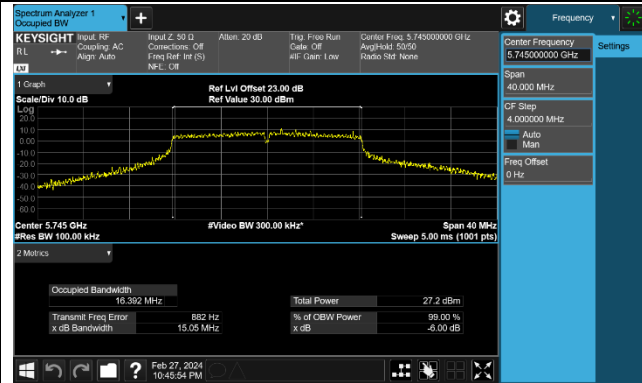 Spectrum Analyzer 1
Occupied BW
Frequency
KEYSIGHT
RL
LXI
Input: RF
Coupling: AC
Align: Auto
Input Z: 50 Ω
Corrections: Off
Freq Ref: Int (S)
NFE: Off
Atten: 20 dB
Trig: Free Run
Gate: Off
#IF Gain: Low
Center Freq: 5.745000000 GHz
Avg|Hold: 50/50
Radio Std: None
Center Frequency
5.745000000 GHz
Settings
Span
40.000 MHz
CF Step
4.000000 MHz
Auto
Man
Freq Offset
0 Hz
1 Graph
Scale/Div 10.0 dB
Ref Lvl Offset 23.00 dB
Ref Value 30.00 dBm
Log
20.0
10.0
0.00
-10.0
-20.0
-30.0
-40.0
-50.0
-60.0
Center 5.745 GHz
#Res BW 100.00 kHz
#Video BW 300.00 kHz*
Span 40 MHz
Sweep 5.00 ms (1001 pts)
2 Metrics
Occupied Bandwidth
16.392 MHz
Total Power 27.2 dBm
Transmit Freq Error 882 Hz
% of OBW Power 99.00 %
x dB Bandwidth 15.05 MHz
x dB -6.00 dB
Feb 27, 2024
10:45:54 PM